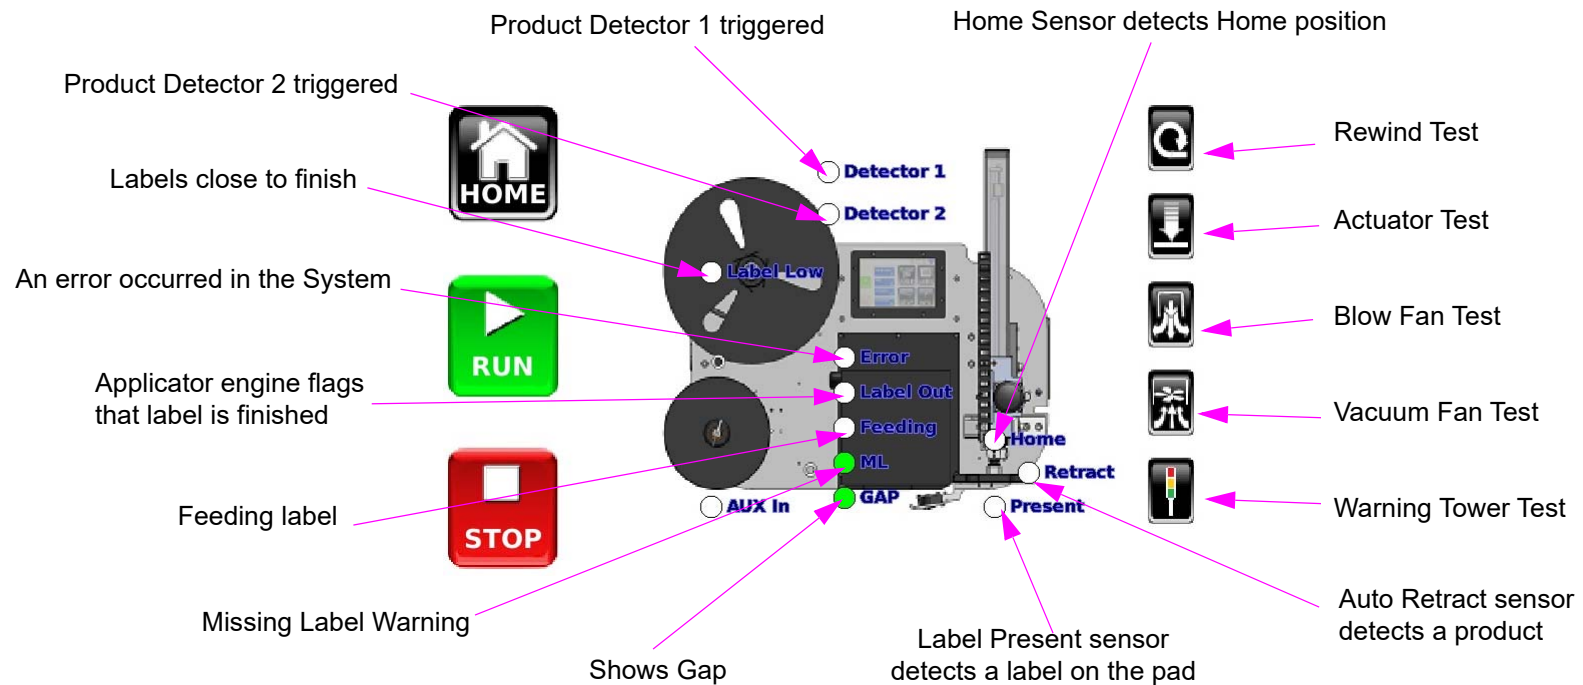 Product Detector 1 triggered
Home Sensor detects Home position
Product Detector 2 triggered
Labels close to finish
An error occurred in the System
Applicator engine flags
that label is finished
Feeding label
Missing Label Warning
Shows Gap
HOME
RUN
STOP
Detector 1
Detector 2
Label Low
Error
Label Out
Feeding
ML
GAP
AUX In
Home
Retract
Present
Rewind Test
Actuator Test
Blow Fan Test
Vacuum Fan Test
Warning Tower Test
Auto Retract sensor
detects a product
Label Present sensor
detects a label on the pad